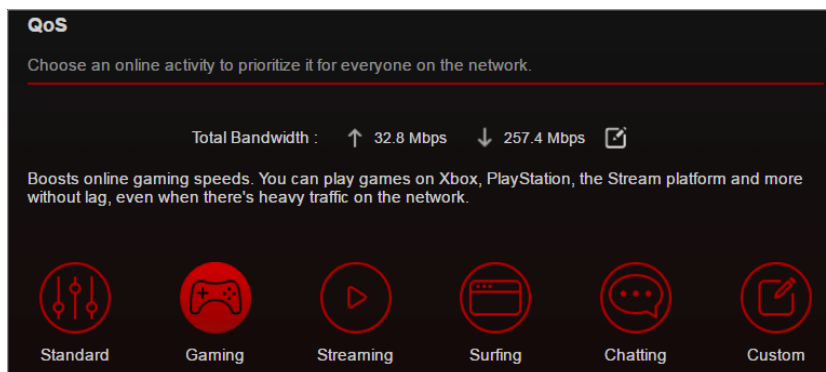 QoS
Choose an online activity to prioritize it for everyone on the network.
Total Bandwidth : ↑ 32.8 Mbps ↓ 257.4 Mbps
Boosts online gaming speeds. You can play games on Xbox, PlayStation, the Stream platform and more
without lag, even when there's heavy traffic on the network.
Standard Gaming Streaming Surfing Chatting Custom